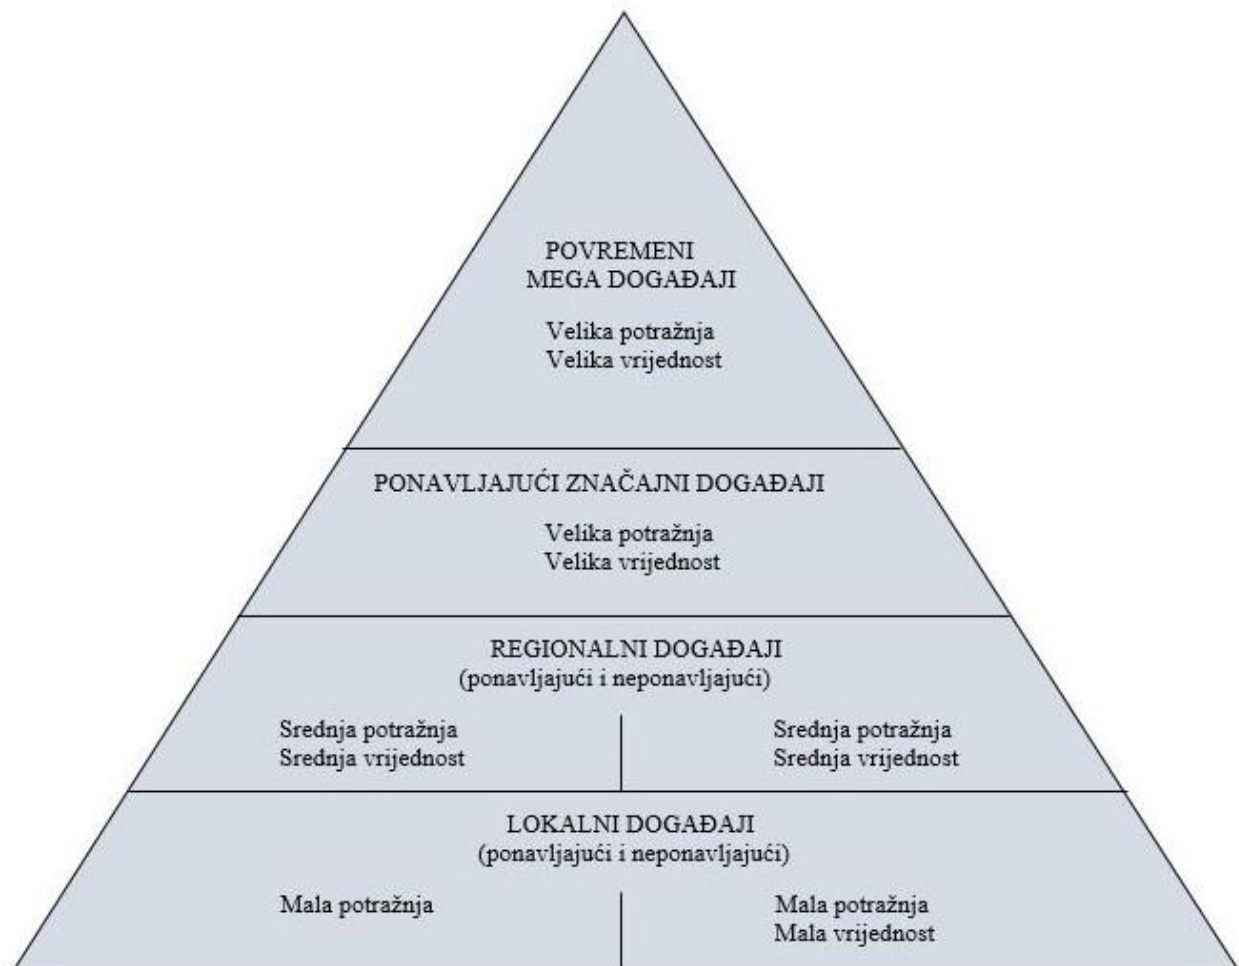 POVREMENI
MEGA DOGAĐAJI
Velika potražnja
Velika vrijednost
PONAVLJAJUĆI ZNAČAJNI DOGAĐAJI
Velika potražnja
Velika vrijednost
REGIONALNI DOGAĐAJI
(ponavljajući i neponavljajući)
Srednja potražnja
Srednja vrijednost
Srednja potražnja
Srednja vrijednost
LOKALNI DOGAĐAJI
(ponavljajući i neponavljajući)
Mala potražnja
Mala potražnja
Mala vrijednost